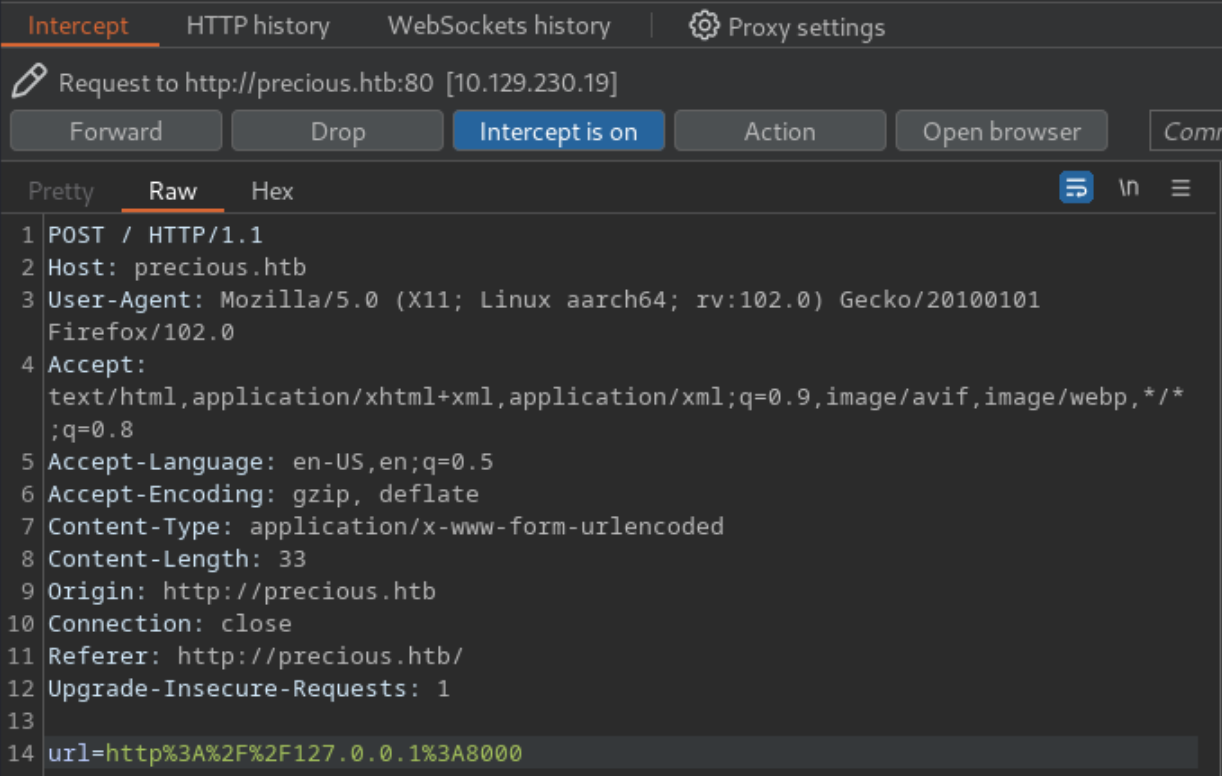 Intercept HTTP history WebSockets history Proxy settings
Request to http://precious.htb:80 [10.129.230.19]
Forward Drop Intercept is on Action Open browser
Pretty Raw Hex \n
1 POST / HTTP/1.1
2 Host: precious.htb
3 User-Agent: Mozilla/5.0 (X11; Linux aarch64; rv:102.0) Gecko/20100101
Firefox/102.0
4 Accept:
text/html,application/xhtml+xml,application/xml;q=0.9,image/avif,image/webp,*/*
;q=0.8
5 Accept-Language: en-US,en;q=0.5
6 Accept-Encoding: gzip, deflate
7 Content-Type: application/x-www-form-urlencoded
8 Content-Length: 33
9 Origin: http://precious.htb
10 Connection: close
11 Referer: http://precious.htb/
12 Upgrade-Insecure-Requests: 1
13
14 url=http%3A%2F%2F127.0.0.1%3A8000